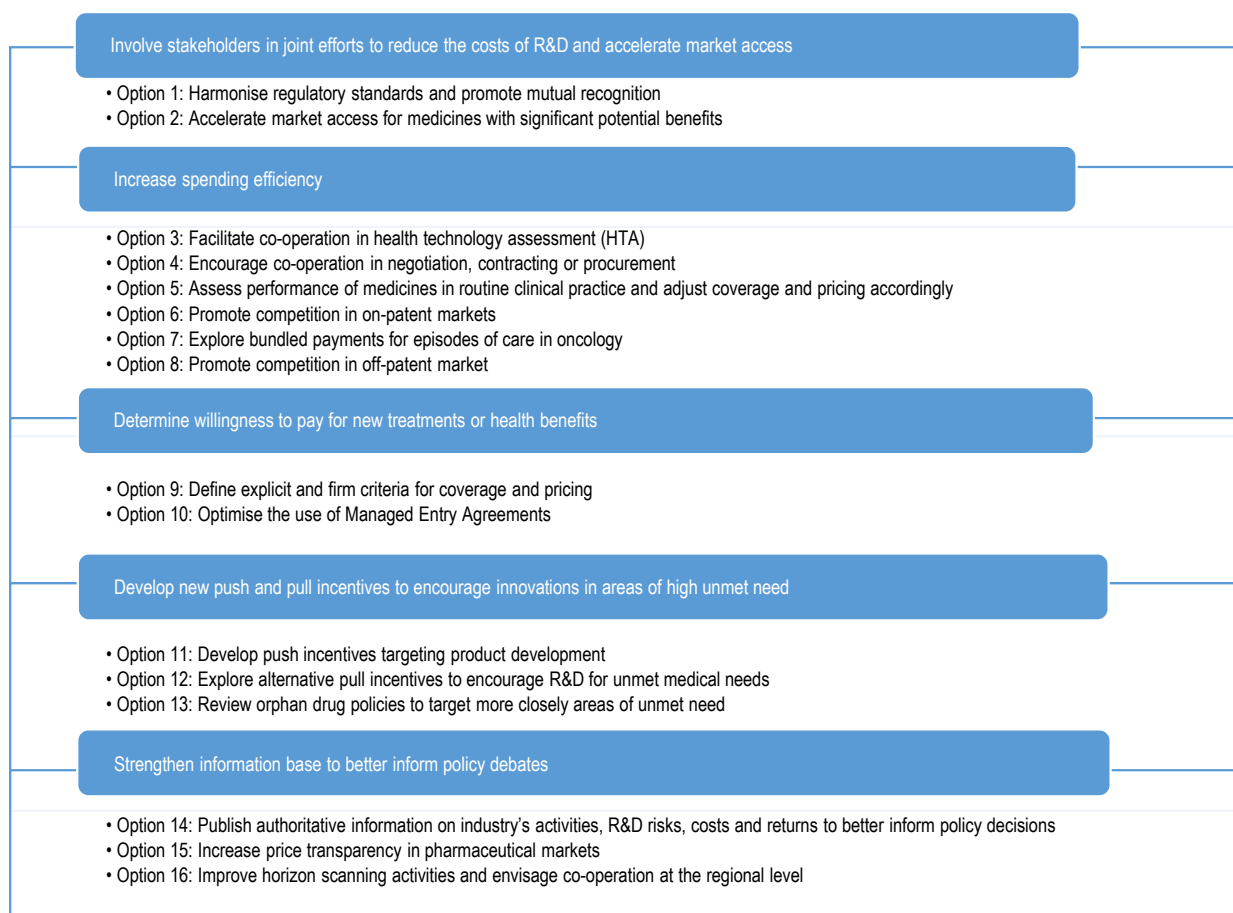 Involve stakeholders in joint efforts to reduce the costs of R&D and accelerate market access
• Option 1: Harmonise regulatory standards and promote mutual recognition
• Option 2: Accelerate market access for medicines with significant potential benefits
Increase spending efficiency
• Option 3: Facilitate co-operation in health technology assessment (HTA)
• Option 4: Encourage co-operation in negotiation, contracting or procurement
• Option 5: Assess performance of medicines in routine clinical practice and adjust coverage and pricing accordingly
• Option 6: Promote competition in on-patent markets
• Option 7: Explore bundled payments for episodes of care in oncology
• Option 8: Promote competition in off-patent market
Determine willingness to pay for new treatments or health benefits
• Option 9: Define explicit and firm criteria for coverage and pricing
• Option 10: Optimise the use of Managed Entry Agreements
Develop new push and pull incentives to encourage innovations in areas of high unmet need
• Option 11: Develop push incentives targeting product development
• Option 12: Explore alternative pull incentives to encourage R&D for unmet medical needs
• Option 13: Review orphan drug policies to target more closely areas of unmet need
Strengthen information base to better inform policy debates
• Option 14: Publish authoritative information on industry’s activities, R&D risks, costs and returns to better inform policy decisions
• Option 15: Increase price transparency in pharmaceutical markets
• Option 16: Improve horizon scanning activities and envisage co-operation at the regional level